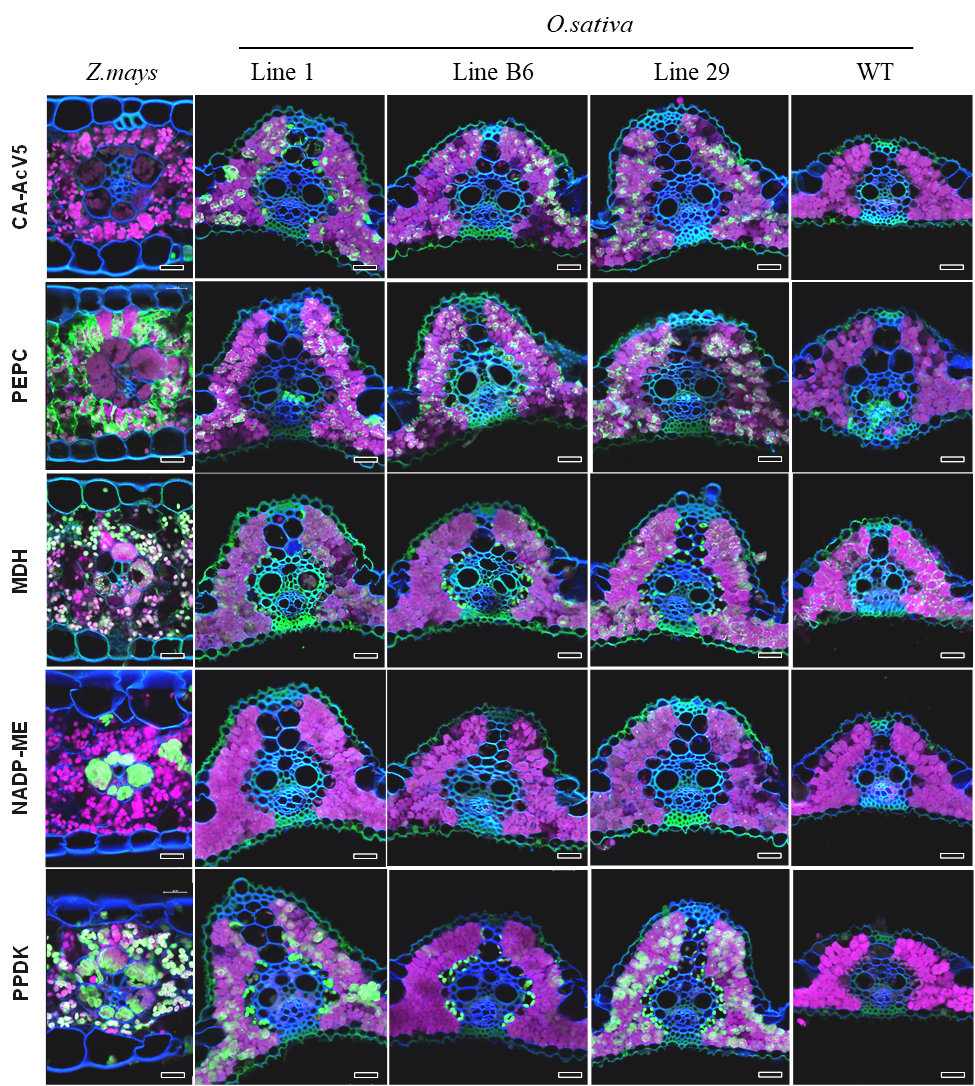 O.sativa
Z.mays Line 1 Line B6 Line 29 WT
CA-AcV5
PEPC
MDH
NADP-ME
PPDK